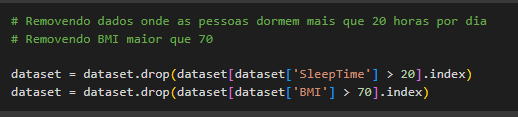 # Removendo dados onde as pessoas dormem mais que 20 horas por dia
# Removendo BMI maior que 70
dataset = dataset.drop(dataset[dataset['SleepTime'] > 20].index)
dataset = dataset.drop(dataset[dataset['BMI'] > 70].index)